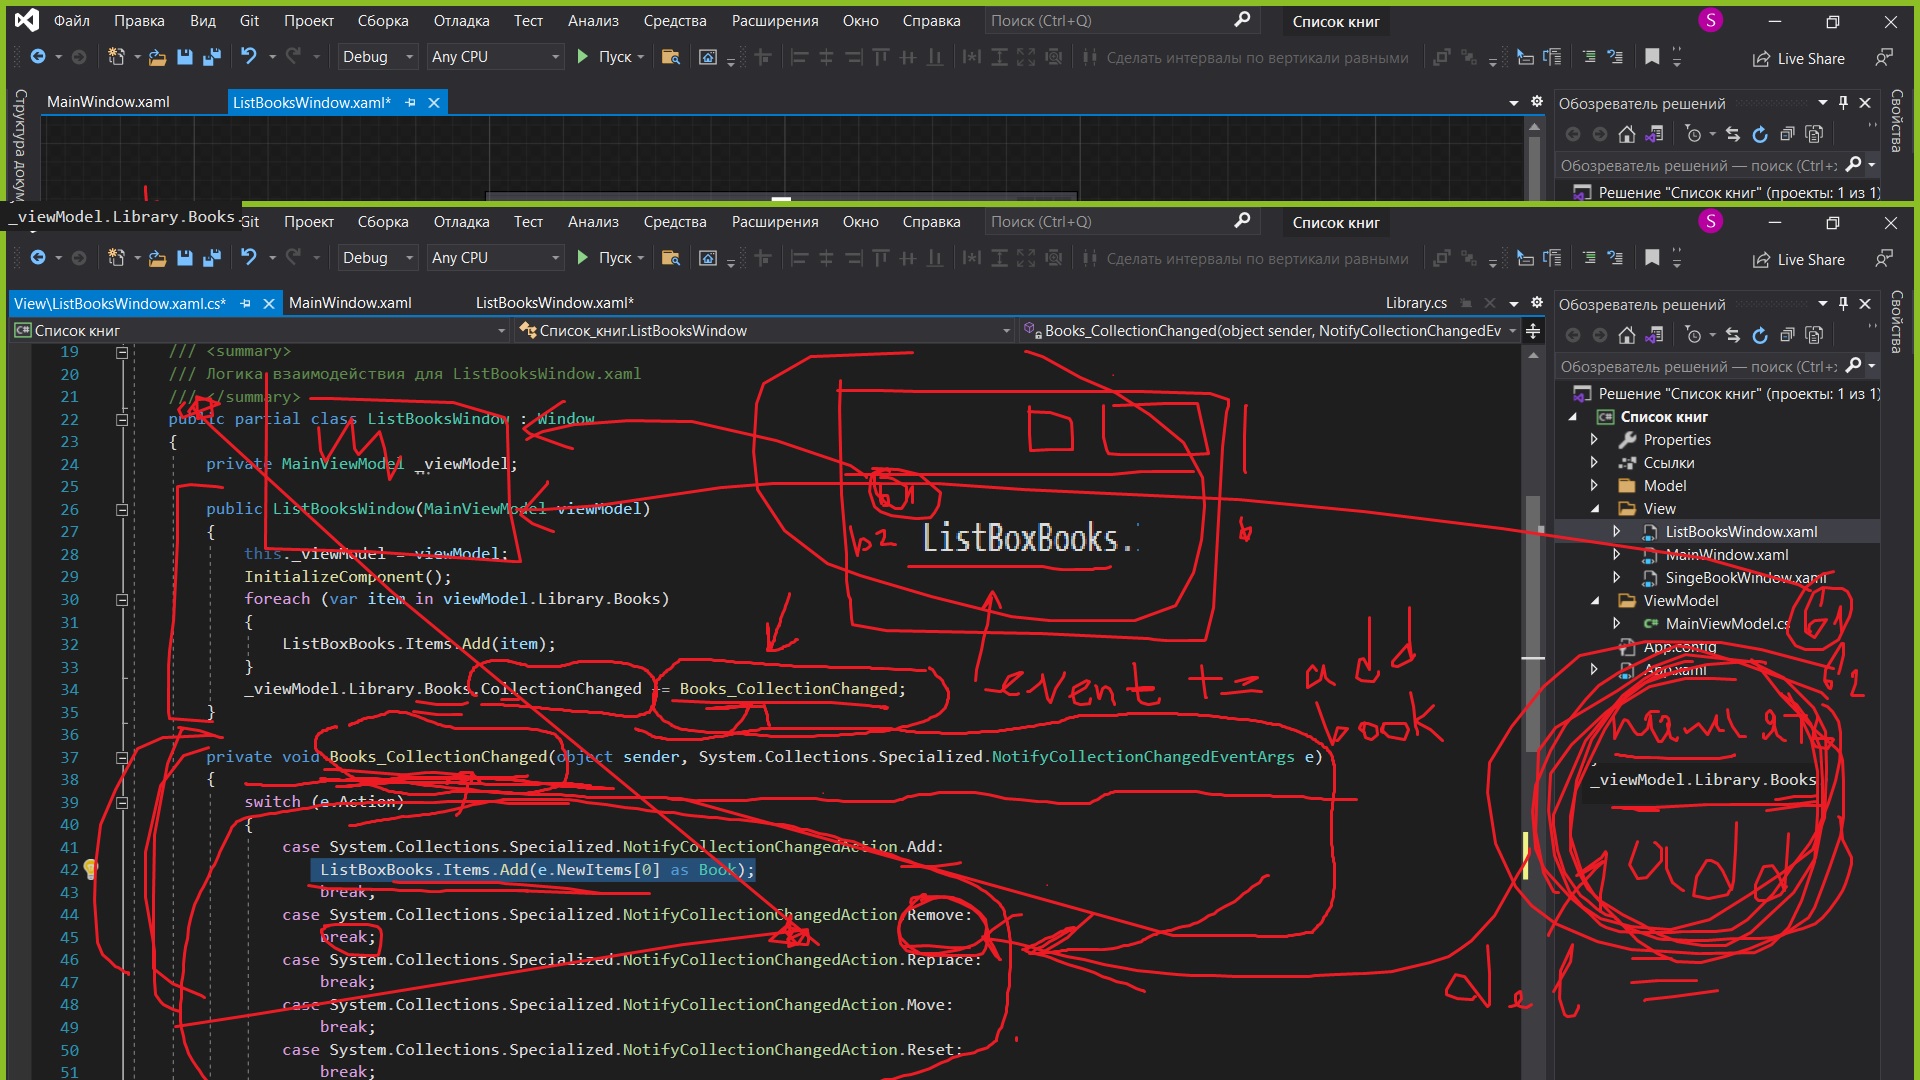 Файл Правка Вид Git Проект Сборка Отладка Тест Анализ Средства Расширения Окно Справка Поиск (Ctrl+Q) Список книг S
Debug Any CPU Пуск Сделать интервалы по вертикали равными Live Share
Структура докум
MainWindow.xaml ListBooksWindow.xaml*
Обозреватель решений
Свойства
Обозреватель решений — поиск (Ctrl+
Решение "Список книг" (проекты: 1 из 1)
_viewModel.Library.Books.
Git Проект Сборка Отладка Тест Анализ Средства Расширения Окно Справка Поиск (Ctrl+Q) Список книг S
Debug Any CPU Пуск Сделать интервалы по вертикали равными Live Share
View\ListBooksWindow.xaml.cs* MainWindow.xaml ListBooksWindow.xaml* Library.cs
Список книг Список_книг.ListBooksWindow Books_CollectionChanged(object sender, NotifyCollectionChangedEv
19 /// <summary>
20 /// Логика взаимодействия для ListBooksWindow.xaml
21 /// </summary>
22 public partial class ListBooksWindow : Window
23 {
24 private MainViewModel _viewModel;
25
26 public ListBooksWindow(MainViewModel viewModel)
27 {
28 this._viewModel = viewModel;
29 InitializeComponent();
30 foreach (var item in viewModel.Library.Books)
31 {
32 ListBoxBooks.Items.Add(item);
33 }
34 _viewModel.Library.Books.CollectionChanged += Books_CollectionChanged;
35 }
36
37 private void Books_CollectionChanged(object sender, System.Collections.Specialized.NotifyCollectionChangedEventArgs e)
38 {
39 switch (e.Action)
40 {
41 case System.Collections.Specialized.NotifyCollectionChangedAction.Add:
42 ListBoxBooks.Items.Add(e.NewItems[0] as Book);
43 break;
44 case System.Collections.Specialized.NotifyCollectionChangedAction.Remove:
45 break;
46 case System.Collections.Specialized.NotifyCollectionChangedAction.Replace:
47 break;
48 case System.Collections.Specialized.NotifyCollectionChangedAction.Move:
49 break;
50 case System.Collections.Specialized.NotifyCollectionChangedAction.Reset:
51 break;
б1
b2
ListBoxBooks.
b
event += add
book
Обозреватель решений
Свойства
Обозреватель решений — поиск (Ctrl+
Решение "Список книг" (проекты: 1 из 1)
Список книг
Properties
Ссылки
Model
View
ListBooksWindow.xaml
MainWindow.xaml
SingeBookWindow.xaml
ViewModel
MainViewModel.cs
App.config
App.xaml
б1
б2
память
_viewModel.Library.Books
add
del